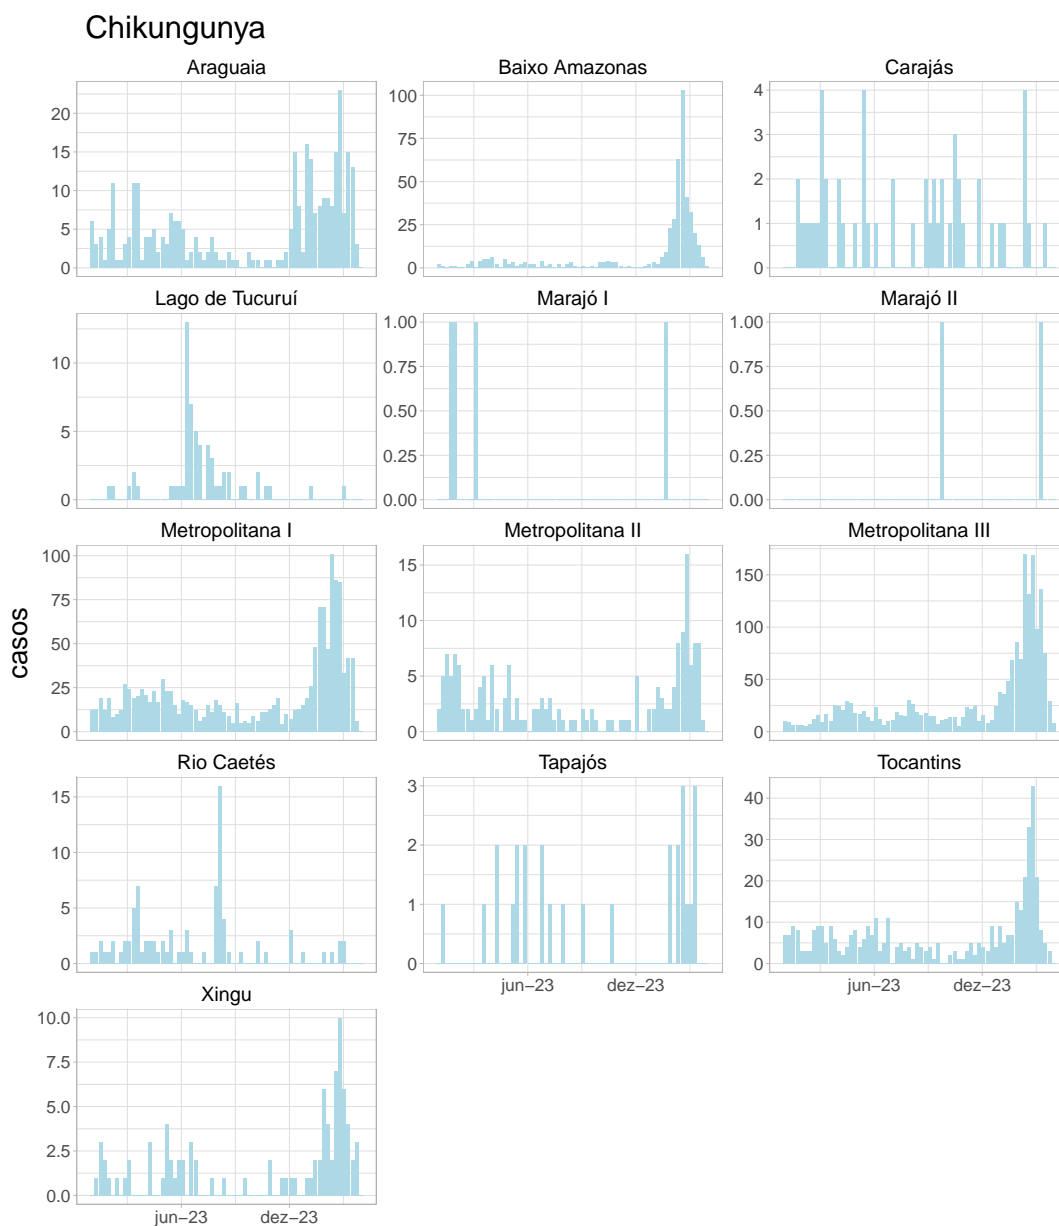 Chikungunya
Araguaia
Baixo Amazonas
Carajás
20
15
10
5
0
100
75
50
25
0
4
3
2
1
0
Lago de Tucuruí
Marajó I
Marajó II
10
5
0
1.00
0.75
0.50
0.25
0.00
1.00
0.75
0.50
0.25
0.00
casos
Metropolitana I
Metropolitana II
Metropolitana III
100
75
50
25
0
15
10
5
0
150
100
50
0
Rio Caetés
Tapajós
Tocantins
15
10
5
0
3
2
1
0
40
30
20
10
0
jun−23
dez−23
jun−23
dez−23
Xingu
10.0
7.5
5.0
2.5
0.0
jun−23
dez−23